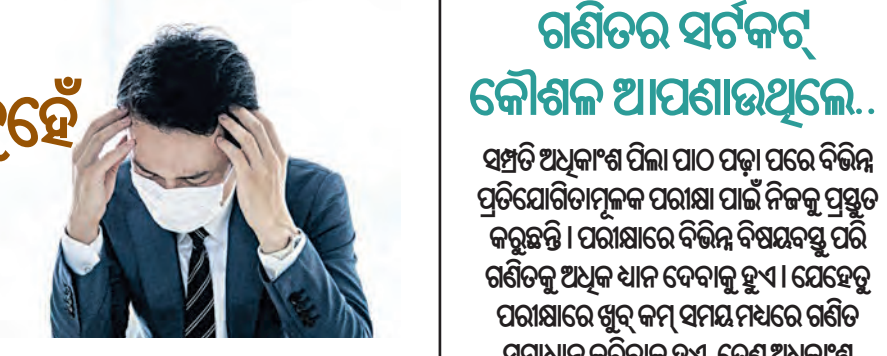 ଗଣିତର ସର୍ଟକଟ୍
କୌଶଳ ଆପଣାଉଥିଲେ..
ସମ୍ପ୍ରତି ଅଧିକାଂଶ ପିଲା ପାଠ ପଢ଼ା ପରେ ବିଭିନ୍ନ
ପ୍ରତିଯୋଗିତାମୂଳକ ପରୀକ୍ଷା ପାଇଁ ନିଜକୁ ପ୍ରସ୍ତୁତ
କରୁଛନ୍ତି । ପରୀକ୍ଷାରେ ବିଭିନ୍ନ ବିଷୟବସ୍ତୁ ପରି
ଗଣିତକୁ ଅଧିକ ଧ୍ୟାନ ଦେବାକୁ ହୁଏ । ଯେହେତୁ
ପରୀକ୍ଷାରେ ଖୁବ୍ କମ୍ ସମୟ ମଧ୍ୟରେ ଗଣିତ